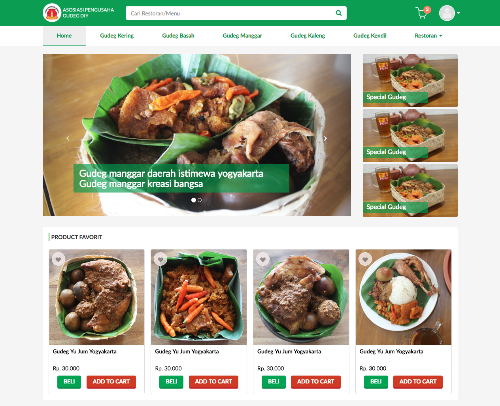 ASOSIASI PENGUSAHA
GUDEG DIY
Cari Restoran/Menu
Home
Gudeg Kering
Gudeg Basah
Gudeg Manggar
Gudeg Kaleng
Gudeg Kendil
Restoran
Gudeg manggar daerah istimewa yogyakarta
Gudeg manggar kreasi bangsa
Special Gudeg
Special Gudeg
Special Gudeg
PRODUCT FAVORIT
Gudeg Yu Jum Yogyakarta
Rp. 30.000
BELI
ADD TO CART
Gudeg Yu Jum Yogyakarta
Rp. 30.000
BELI
ADD TO CART
Gudeg Yu Jum Yogyakarta
Rp. 30.000
BELI
ADD TO CART
Gudeg Yu Jum Yogyakarta
Rp. 30.000
BELI
ADD TO CART